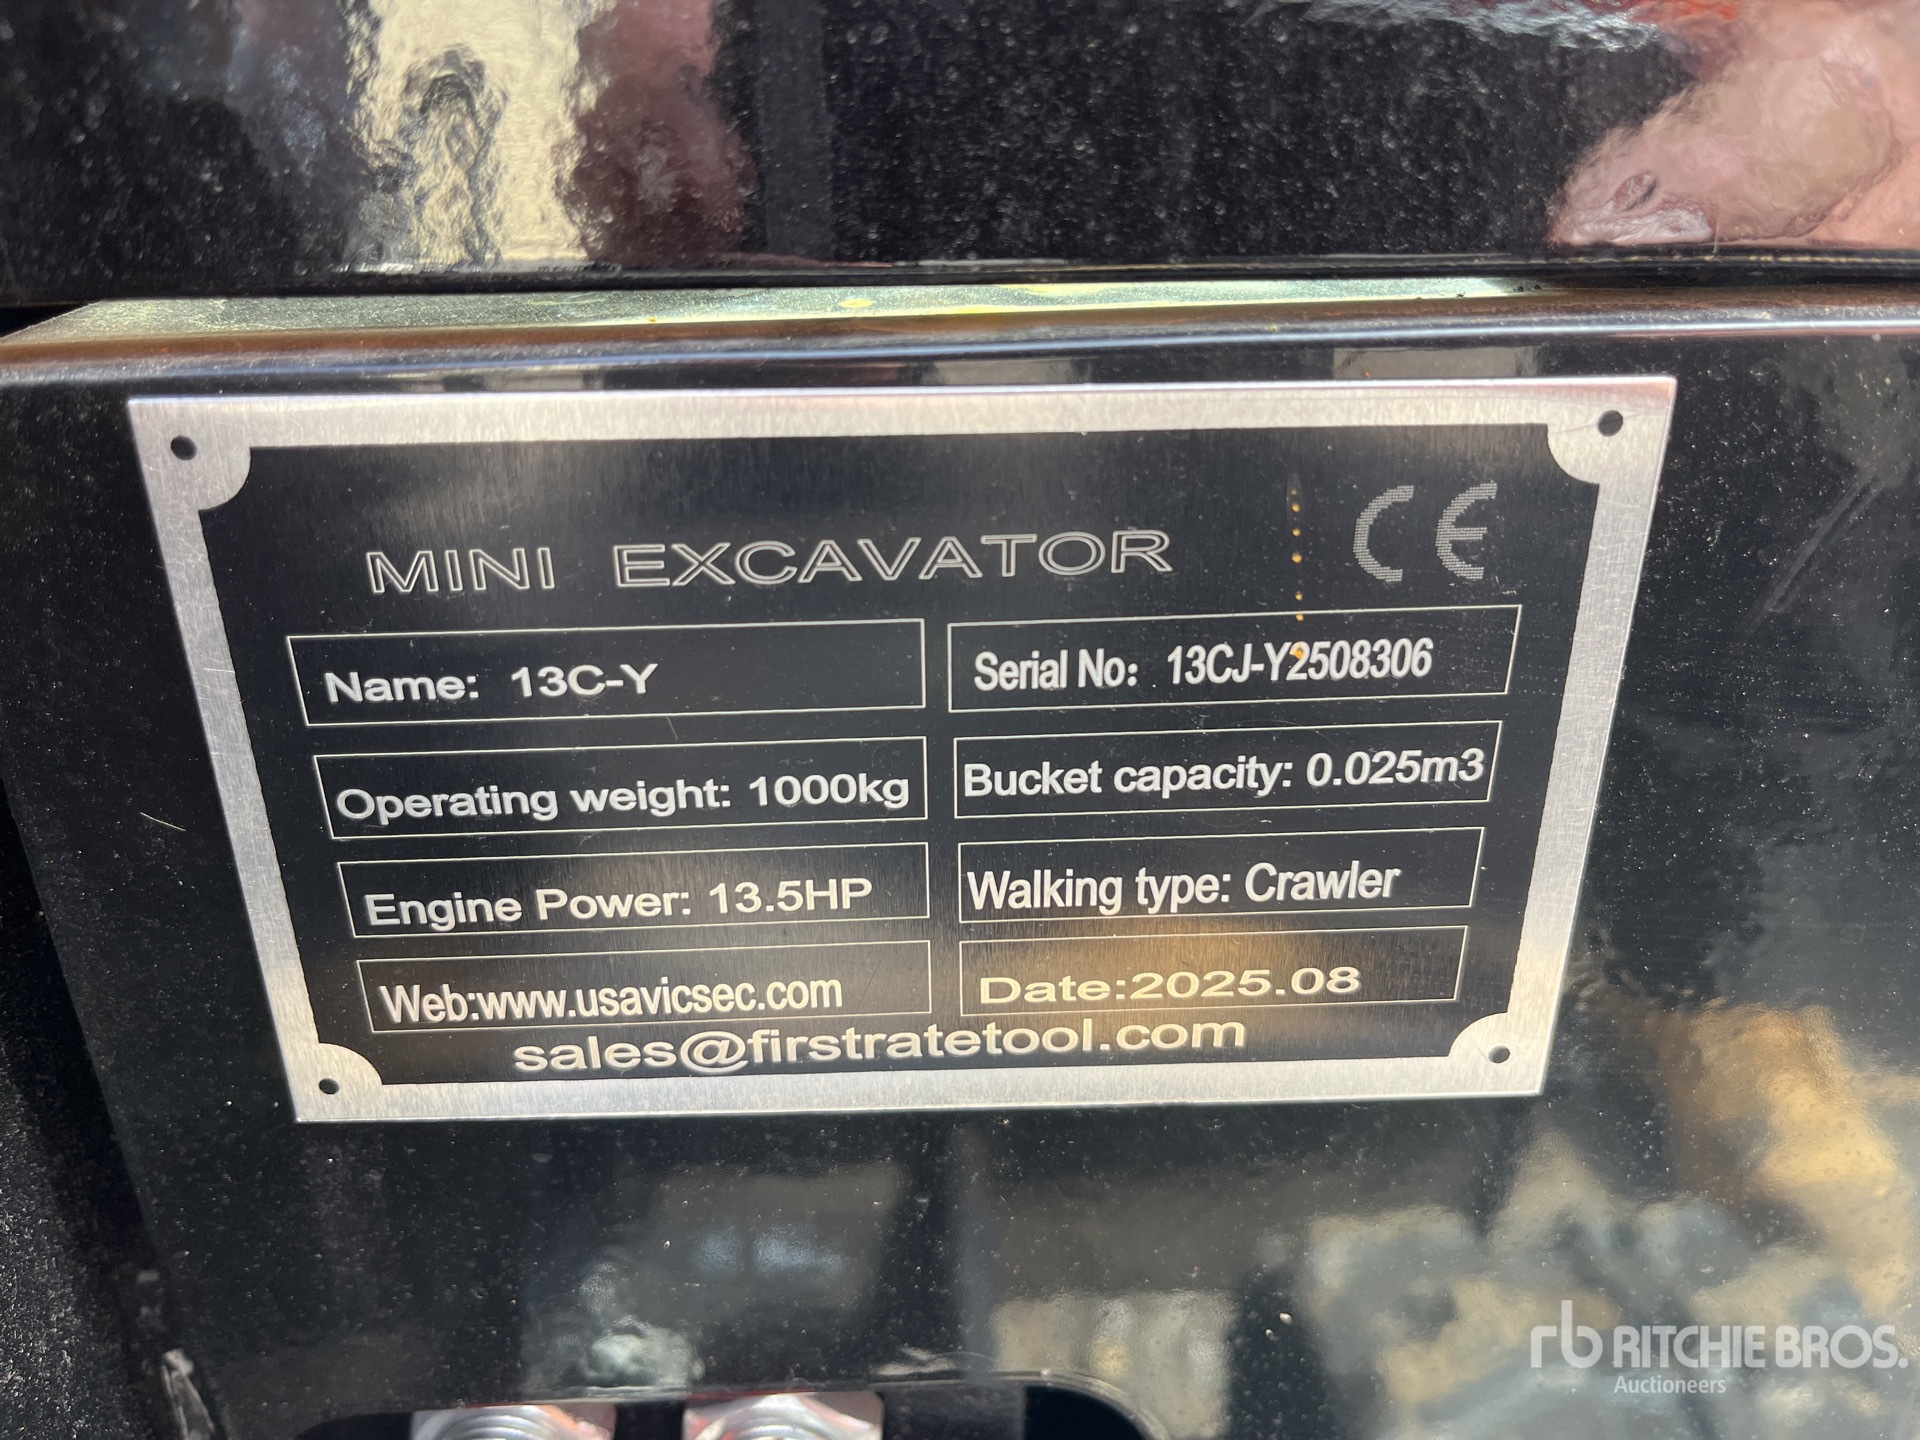 MINI EXCAVATOR CE
Name: 13C-Y
Serial No: 13CJ-Y2508306
Operating weight: 1000kg
Bucket capacity: 0.025m3
Engine Power: 13.5HP
Walking type: Crawler
Web:www.usavicsec.com
Date:2025.08
sales@firstratetool.com
rb RITCHIE BROS.
Auctioneers